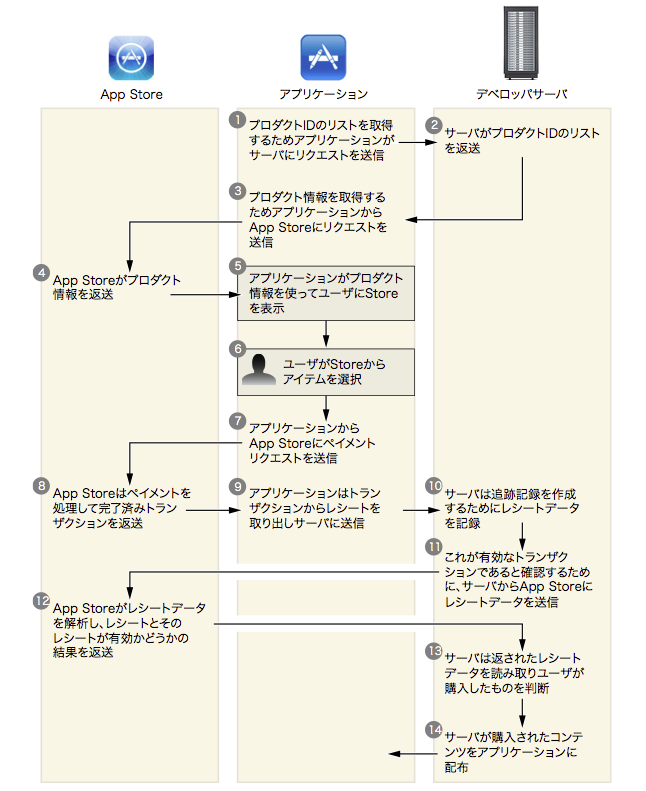 App Store
アプリケーション
デベロッパサーバ
1
プロダクトIDのリストを取得
するためアプリケーションが
サーバにリクエストを送信
2
サーバがプロダクトIDのリスト
を返送
3
プロダクト情報を取得する
ためアプリケーションから
App Storeにリクエストを
送信
4
App Storeがプロダクト
情報を返送
5
アプリケーションがプロダクト
情報を使ってユーザにStore
を表示
6
ユーザがStoreから
アイテムを選択
7
アプリケーションから
App Storeにペイメント
リクエストを送信
8
App Storeはペイメントを
処理して完了済みトラン
ザクションを返送
9
アプリケーションはトラン
ザクションからレシートを
取り出しサーバに送信
10
サーバは追跡記録を作成
するためにレシートデータ
を記録
11
これが有効なトランザク
ションであると確認するため
に、サーバからApp Storeに
レシートデータを送信
12
App Storeがレシートデータ
を解析し、レシートとその
レシートが有効かどうかの
結果を返送
13
サーバは返されたレシート
データを読み取りユーザが
購入したものを判断
14
サーバが購入されたコンテ
ンツをアプリケーションに
配布